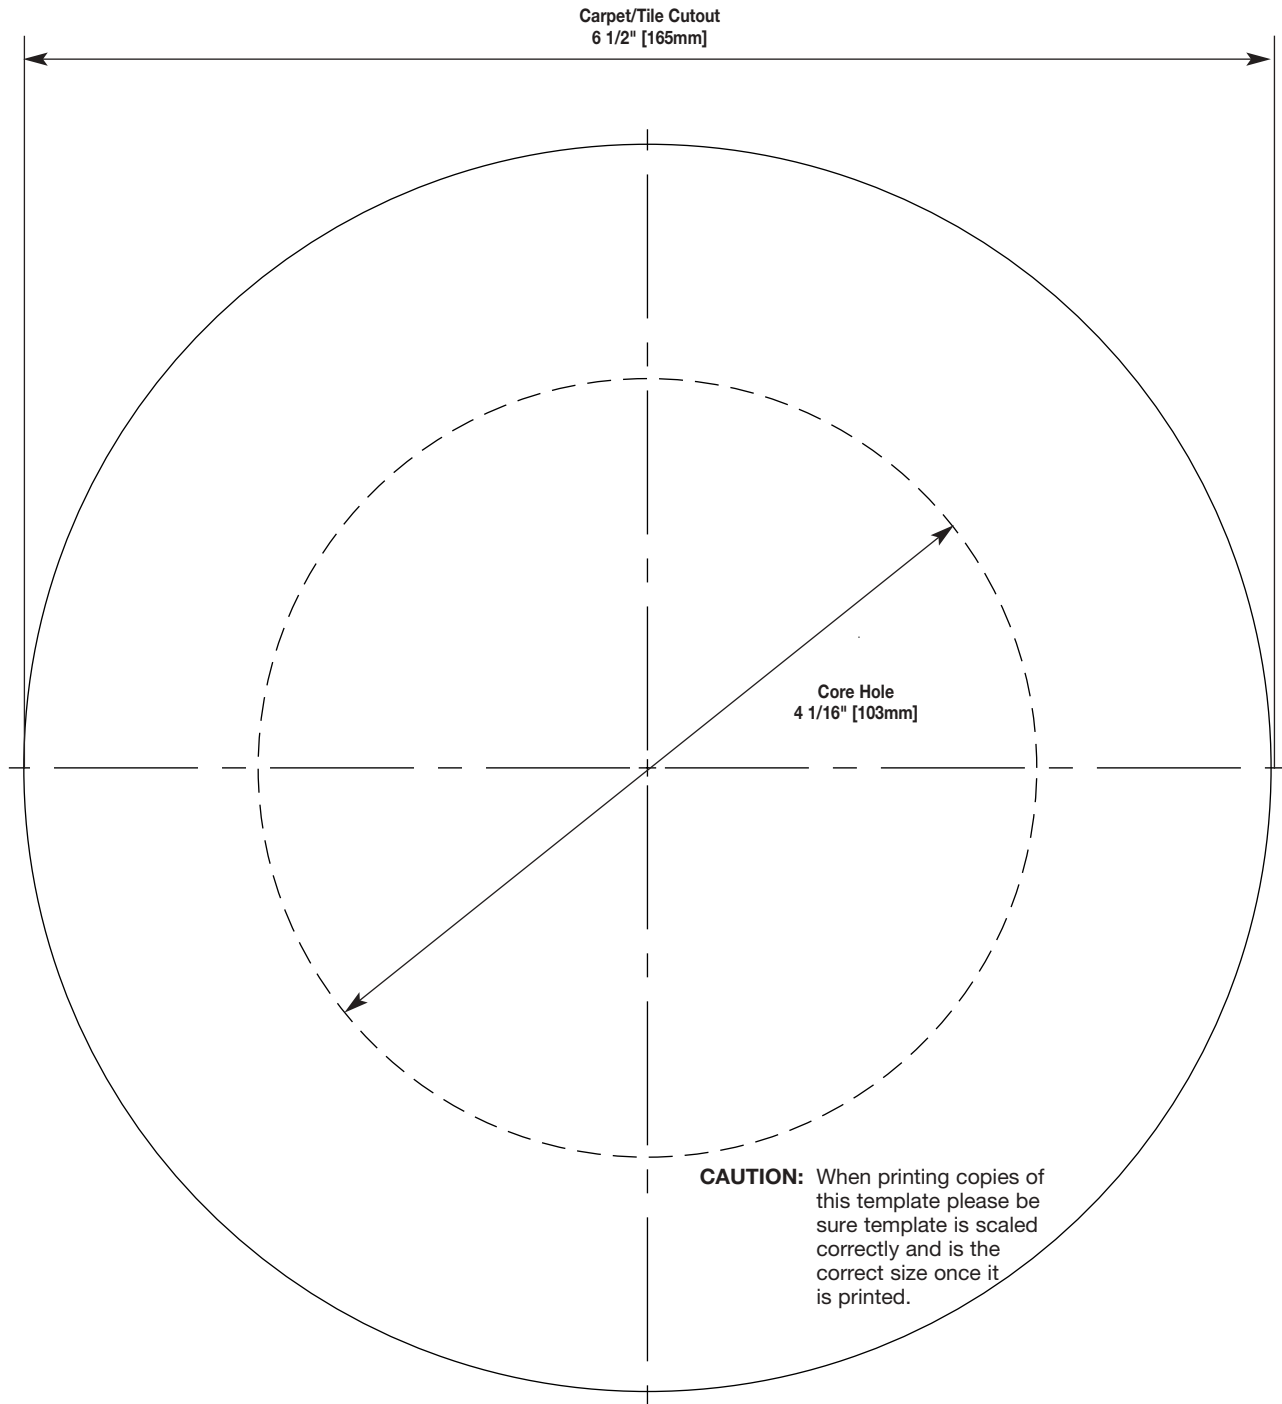 Carpet/Tile Cutout
6 1/2" [165mm]
Core Hole
4 1/16" [103mm]
CAUTION: When printing copies of
this template please be
sure template is scaled
correctly and is the
correct size once it
is printed.